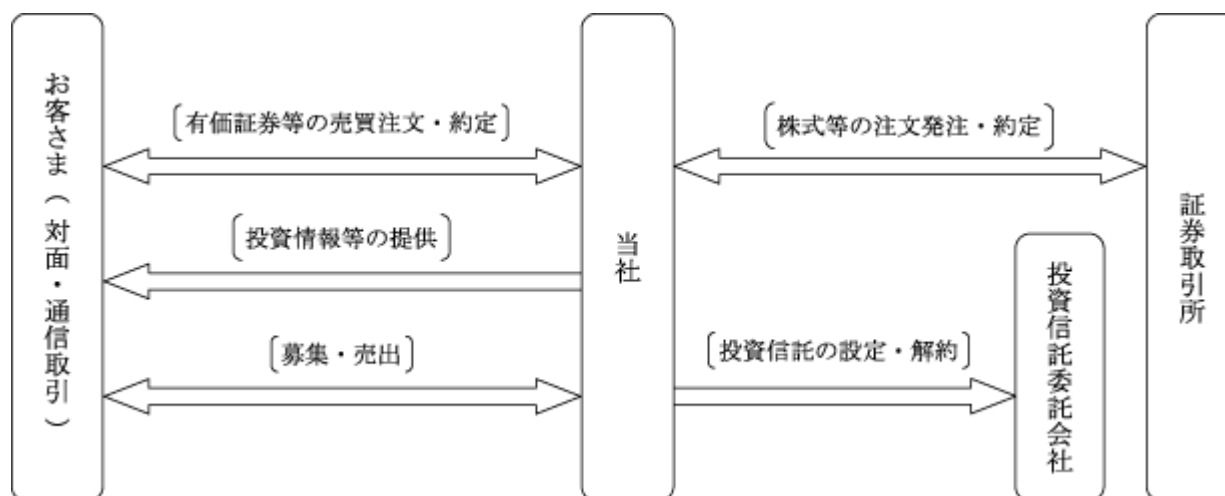 お客さま（対面・通信取引）
有価証券等の売買注文・約定
投資情報等の提供
募集・売出
当社
株式等の注文発注・約定
投資信託の設定・解約
投資信託委託会社
証券取引所